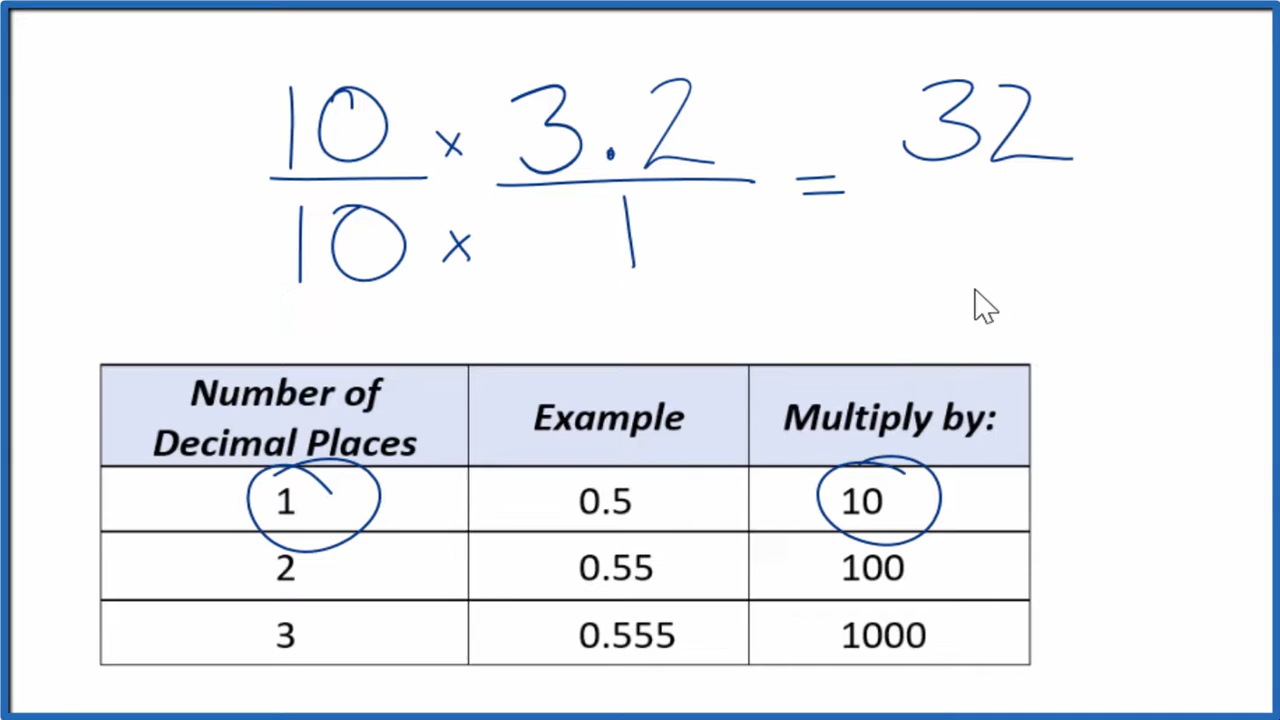 10 × 3.2 = 32
10 × 1
Number of Decimal Places Example Multiply by:
1 0.5 10
2 0.55 100
3 0.555 1000